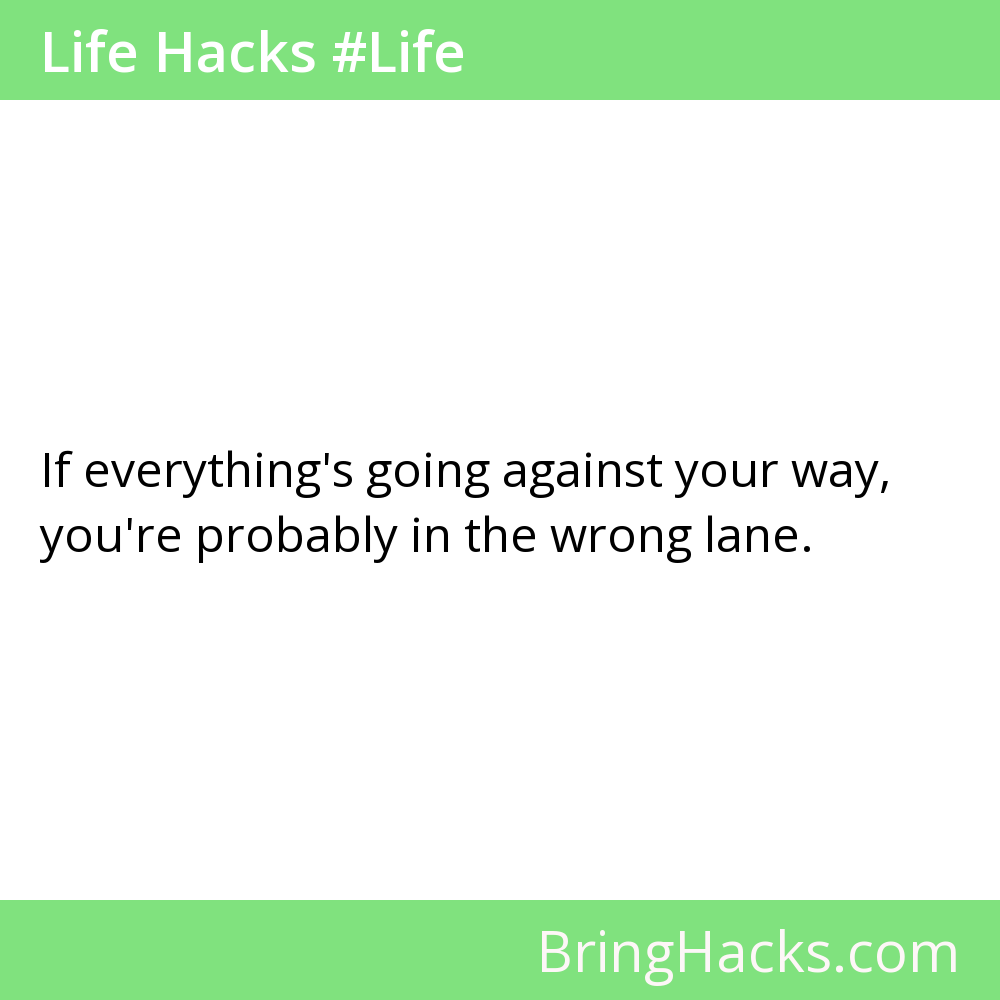 Life Hacks #Life
If everything's going against your way,
you're probably in the wrong lane.
BringHacks.com